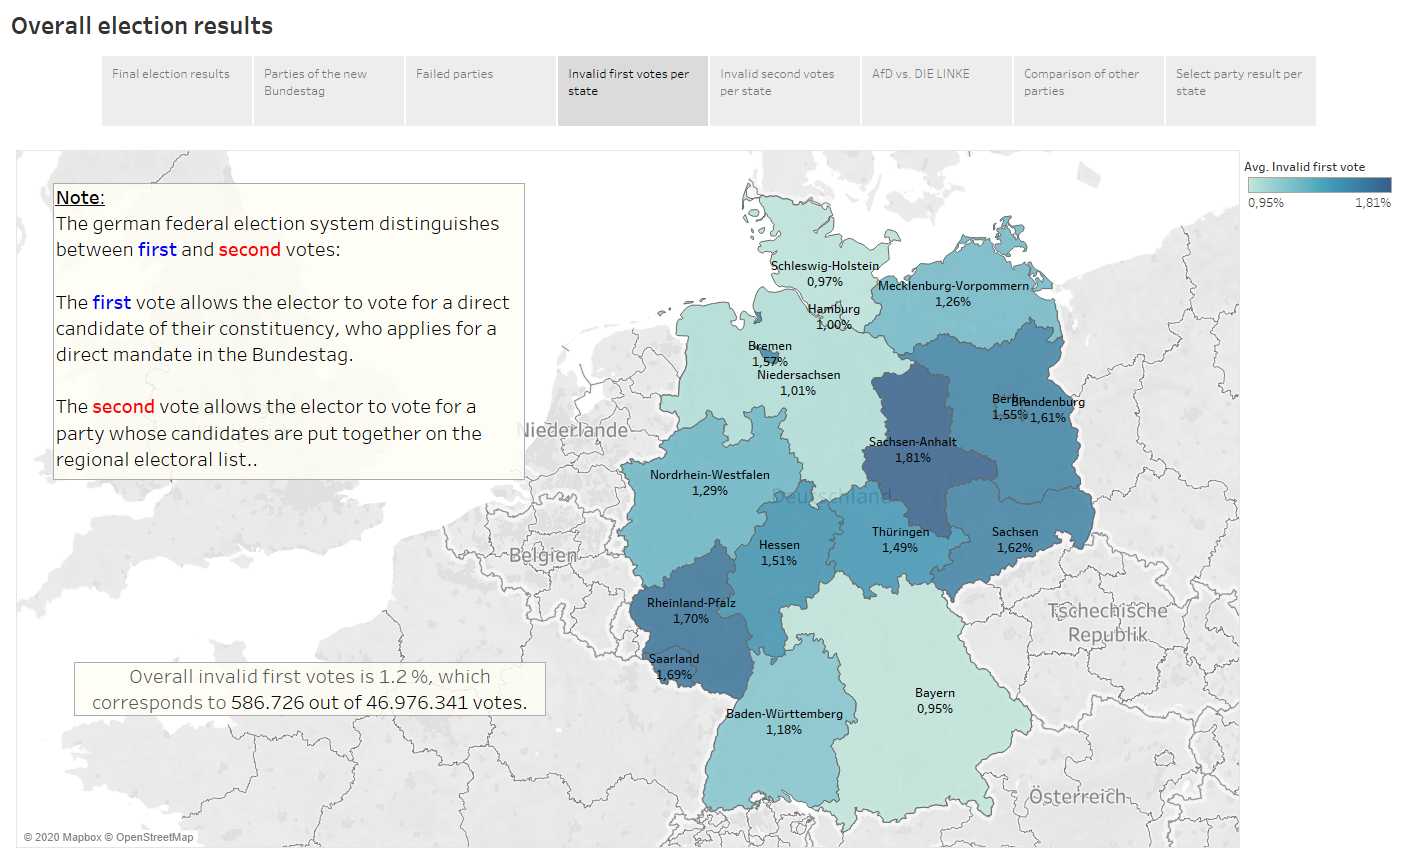 Overall election results
Final election results
Parties of the new
Bundestag
Failed parties
Invalid first votes per
state
Invalid second votes
per state
AfD vs. DIE LINKE
Comparison of other
parties
Select party result per
state
Avg. Invalid first vote
0,95%
1,81%
Note:
The german federal election system distinguishes
between first and second votes:
The first vote allows the elector to vote for a direct
candidate of their constituency, who applies for a
direct mandate in the Bundestag.
The second vote allows the elector to vote for a
party whose candidates are put together on the
regional electoral list..
Schleswig-Holstein
0,97%
Mecklenburg-Vorpommern
1,26%
Hamburg
1,00%
Bremen
1,57%
Niedersachsen
1,01%
Berlin
1,55%
Brandenburg
1,61%
Niederlande
Sachsen-Anhalt
1,81%
Nordrhein-Westfalen
1,29%
Deutschland
Belgien
Hessen
1,51%
Thüringen
1,49%
Sachsen
1,62%
Rheinland-Pfalz
1,70%
Tschechische
Republik
Saarland
1,69%
Overall invalid first votes is 1.2 %, which
corresponds to 586.726 out of 46.976.341 votes.
Bayern
0,95%
Baden-Württemberg
1,18%
Österreich
© 2020 Mapbox © OpenStreetMap